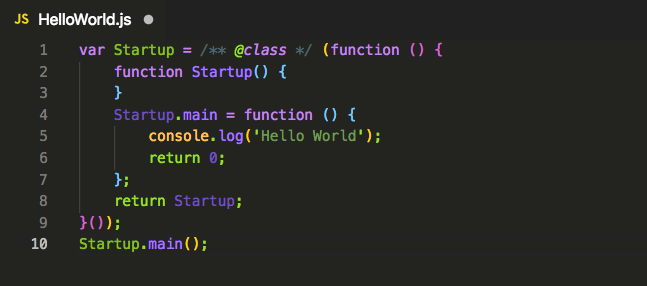 JS HelloWorld.js
1 var Startup = /** @class */ (function () {
2     function Startup() {
3     }
4     Startup.main = function () {
5         console.log('Hello World');
6         return 0;
7     };
8     return Startup;
9 }());
10 Startup.main();